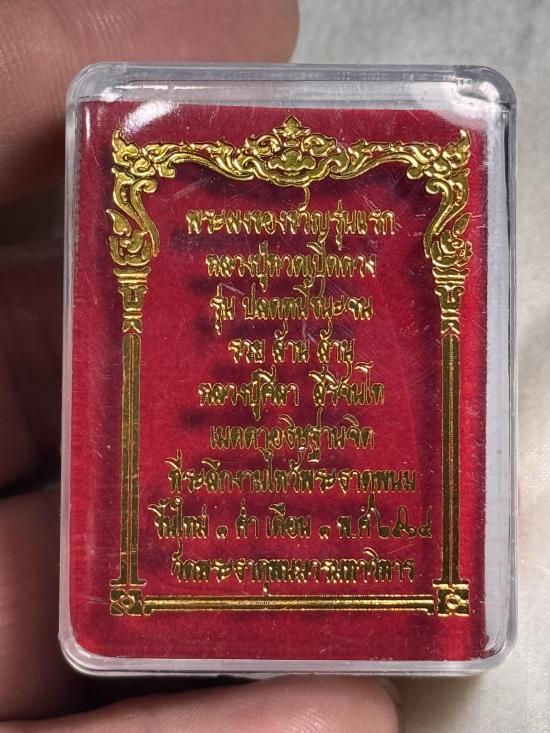 พระผงของขวัญรุ่นแรก
หลวงปู่ทวดเปิดดวง
รุ่น ปลดหนี้ชนะจน
รวย ล้าน ล้าน
หลวงปู่ศิลา สิริจันโท
เมตตาอธิษฐานจิต
ที่ระลึกงานไหว้พระธาตุพนม
ขึ้นใหม่ ๓ ค่ำ เดือน ๓ พ.ศ ๒๕๖๔
วัดพระธาตุพนมวรมหาวิหาร